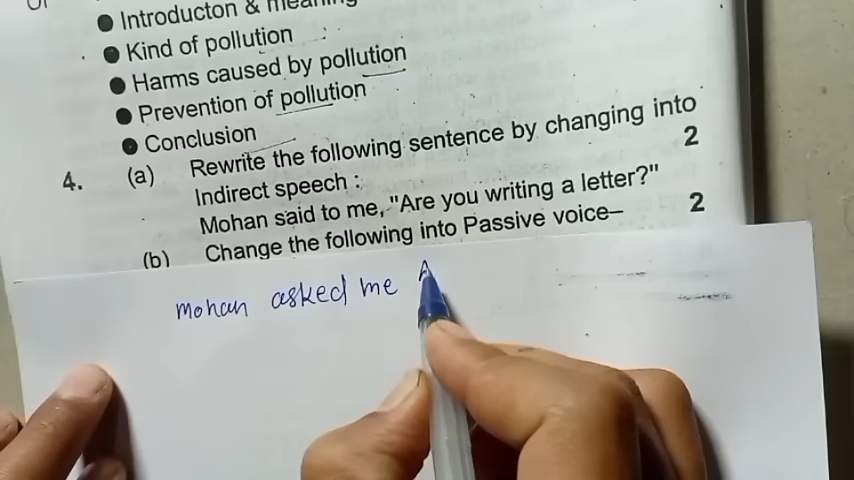 Introducton & meaning
● Kind of pollution
● Harms caused by pollution
● Prevention of pollution
● Conclusion
4. (a) Rewrite the following sentence by changing into
Indirect speech : 2
Mohan said to me, "Are you writing a letter?"
(b) Change the following into Passive voice– 2
Mohan asked me